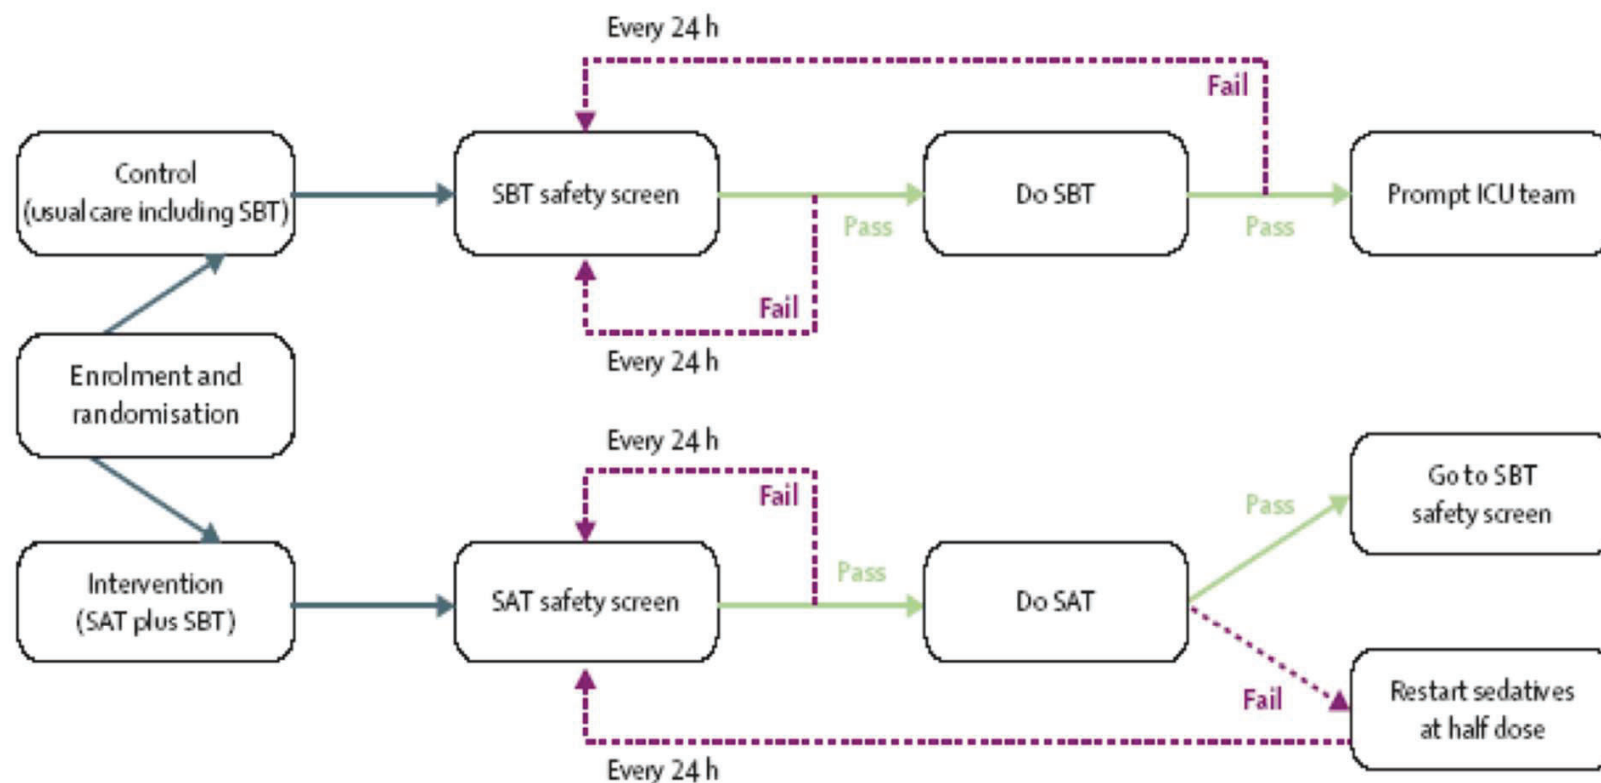 Every 24 h
Fail
Control
(usual care including SBT)
SBT safety screen
Pass
Do SBT
Pass
Prompt ICU team
Fail
Every 24 h
Enrolment and
randomisation
Every 24 h
Fail
Intervention
(SAT plus SBT)
SAT safety screen
Pass
Do SAT
Pass
Go to SBT
safety screen
Fail
Restart sedatives
at half dose
Every 24 h